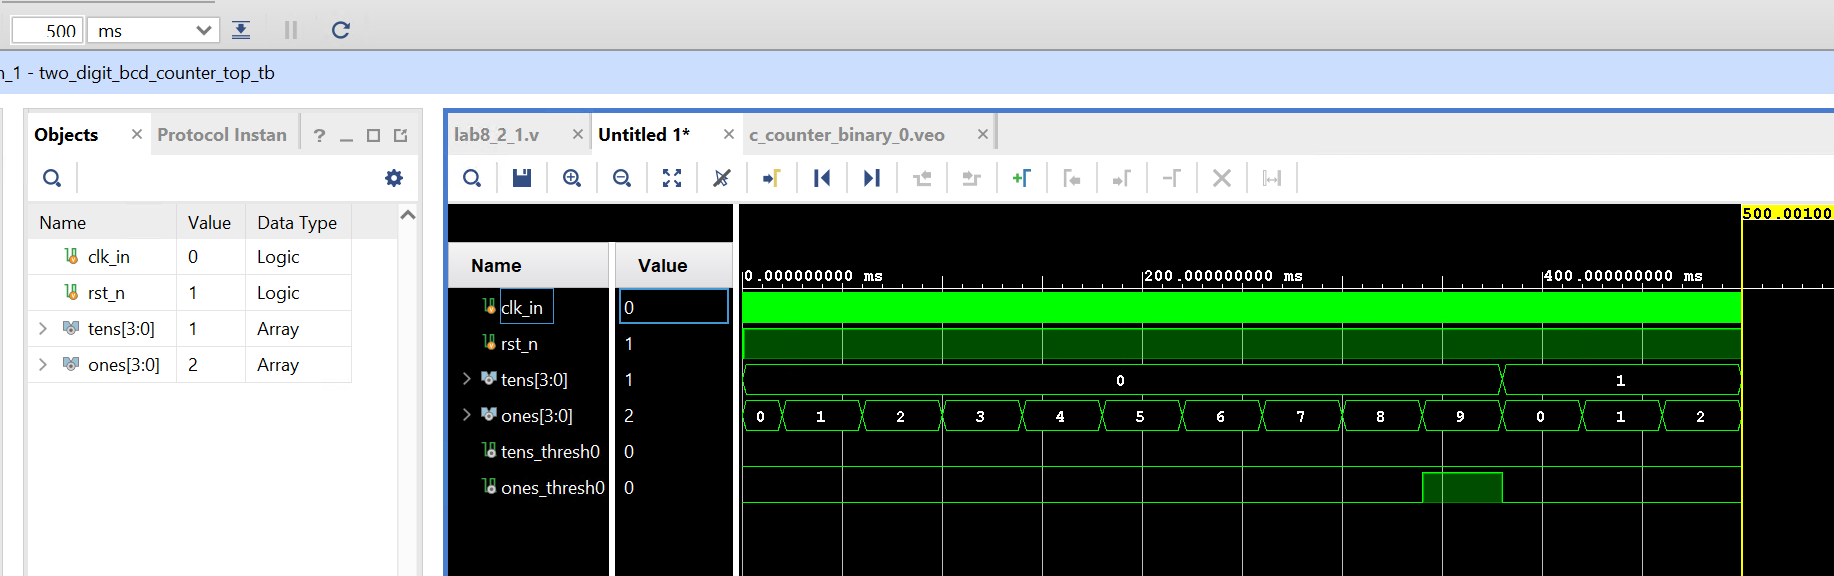 500 ms
n_1 - two_digit_bcd_counter_top_tb
Objects × Protocol Instan ? 
Name Value Data Type
clk_in 0 Logic
rst_n 1 Logic
tens[3:0] 1 Array
ones[3:0] 2 Array
lab8_2_1.v × Untitled 1* × c_counter_binary_0.veo ×
500.00100
Name Value
0.000000000 ms 200.000000000 ms 400.000000000 ms
clk_in 0
rst_n 1
tens[3:0] 1 0 1
ones[3:0] 2 0 1 2 3 4 5 6 7 8 9 0 1 2
tens_thresh0 0
ones_thresh0 0